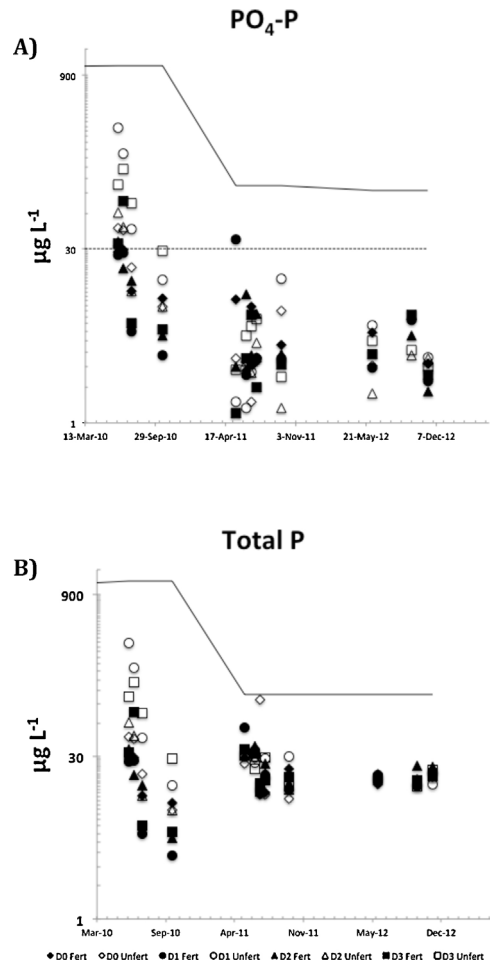 PO₄-P
A)
900
30
1
µg L⁻¹
13-Mar-10 29-Sep-10 17-Apr-11 3-Nov-11 21-May-12 7-Dec-12
Total P
B)
900
30
1
µg L⁻¹
Mar-10 Sep-10 Apr-11 Nov-11 May-12 Dec-12
◆ D0 Fert ◇ D0 Unfert ● D1 Fert ○ D1 Unfert ▲ D2 Fert △ D2 Unfert ■ D3 Fert □ D3 Unfert